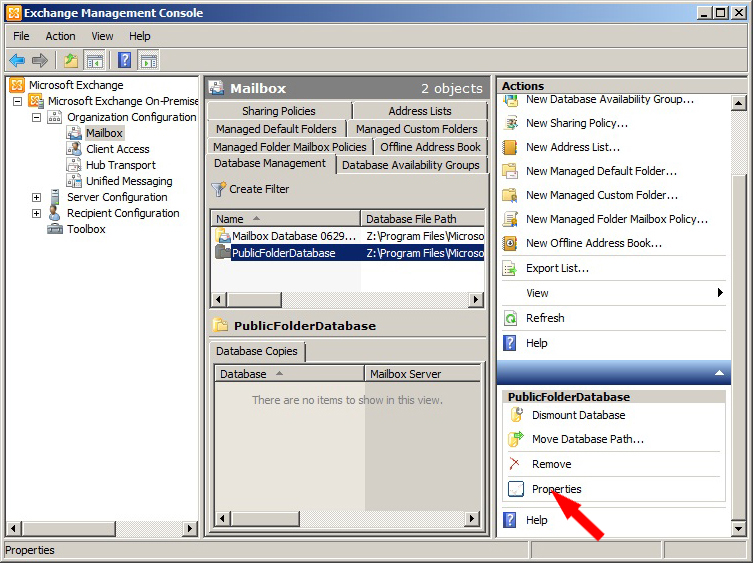 Exchange Management Console
File Action View Help
Microsoft Exchange
Microsoft Exchange On-Premise
Organization Configuration
Mailbox
Client Access
Hub Transport
Unified Messaging
Server Configuration
Recipient Configuration
Toolbox
Mailbox 2 objects
Sharing Policies Address Lists
Managed Default Folders Managed Custom Folders
Managed Folder Mailbox Policies Offline Address Book
Database Management Database Availability Groups
Create Filter
Name Database File Path
Mailbox Database 0629... Z:\Program Files\Microso
PublicFolderDatabase Z:\Program Files\Microso
PublicFolderDatabase
Database Copies
Database Mailbox Server
There are no items to show in this view.
Actions
New Database Availability Group...
New Sharing Policy...
New Address List...
New Managed Default Folder...
New Managed Custom Folder...
New Managed Folder Mailbox Policy...
New Offline Address Book...
Export List...
View
Refresh
Help
PublicFolderDatabase
Dismount Database
Move Database Path...
Remove
Properties
Help
Properties